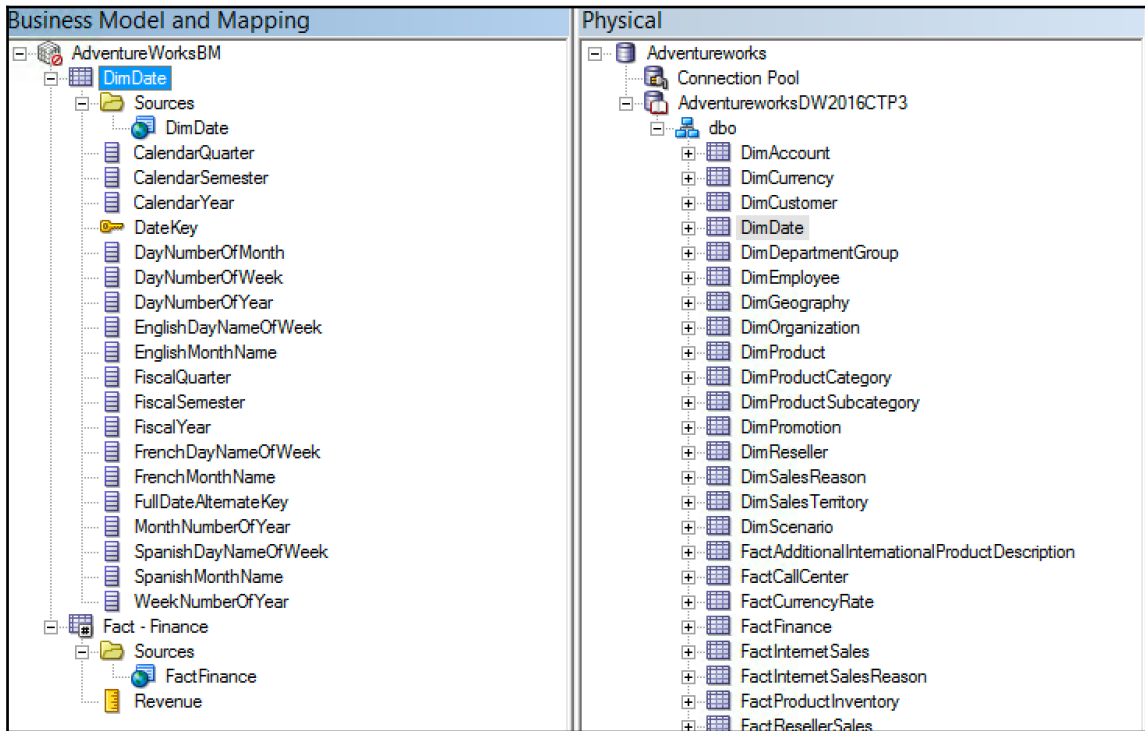 Business Model and Mapping
AdventureWorksBM
DimDate
Sources
DimDate
CalendarQuarter
CalendarSemester
CalendarYear
DateKey
DayNumberOfMonth
DayNumberOfWeek
DayNumberOfYear
EnglishDayNameOfWeek
EnglishMonthName
FiscalQuarter
FiscalSemester
FiscalYear
FrenchDayNameOfWeek
FrenchMonthName
FullDateAlternateKey
MonthNumberOfYear
SpanishDayNameOfWeek
SpanishMonthName
WeekNumberOfYear
Fact - Finance
Sources
FactFinance
Revenue
Physical
Adventureworks
Connection Pool
AdventureworksDW2016CTP3
dbo
DimAccount
DimCurrency
DimCustomer
DimDate
DimDepartmentGroup
DimEmployee
DimGeography
DimOrganization
DimProduct
DimProductCategory
DimProductSubcategory
DimPromotion
DimReseller
DimSalesReason
DimSalesTerritory
DimScenario
FactAdditionalInternationalProductDescription
FactCallCenter
FactCurrencyRate
FactFinance
FactInternetSales
FactInternetSalesReason
FactProductInventory
FactResellerSales